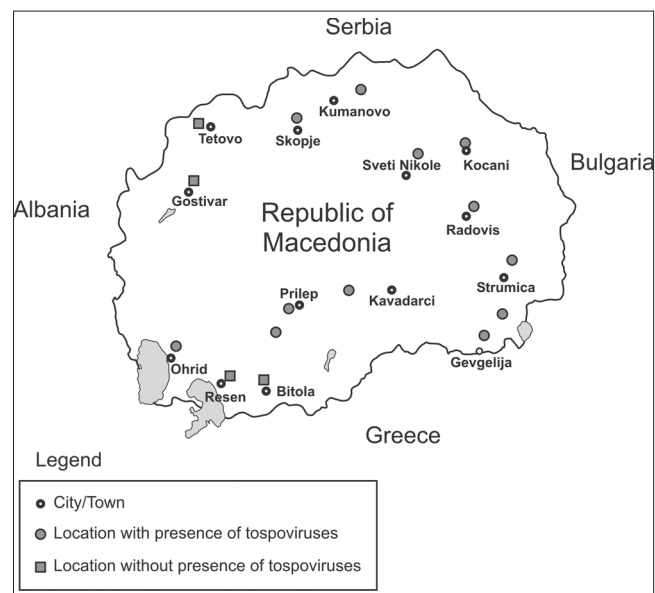 Serbia
Kumanovo
Tetovo
Skopje
Sveti Nikole
Kocani
Bulgaria
Gostivar
Albania
Republic of
Macedonia
Radovis
Strumica
Prilep
Kavadarci
Gevgelija
Ohrid
Resen
Bitola
Greece
Legend
City/Town
Location with presence of tospoviruses
Location without presence of tospoviruses